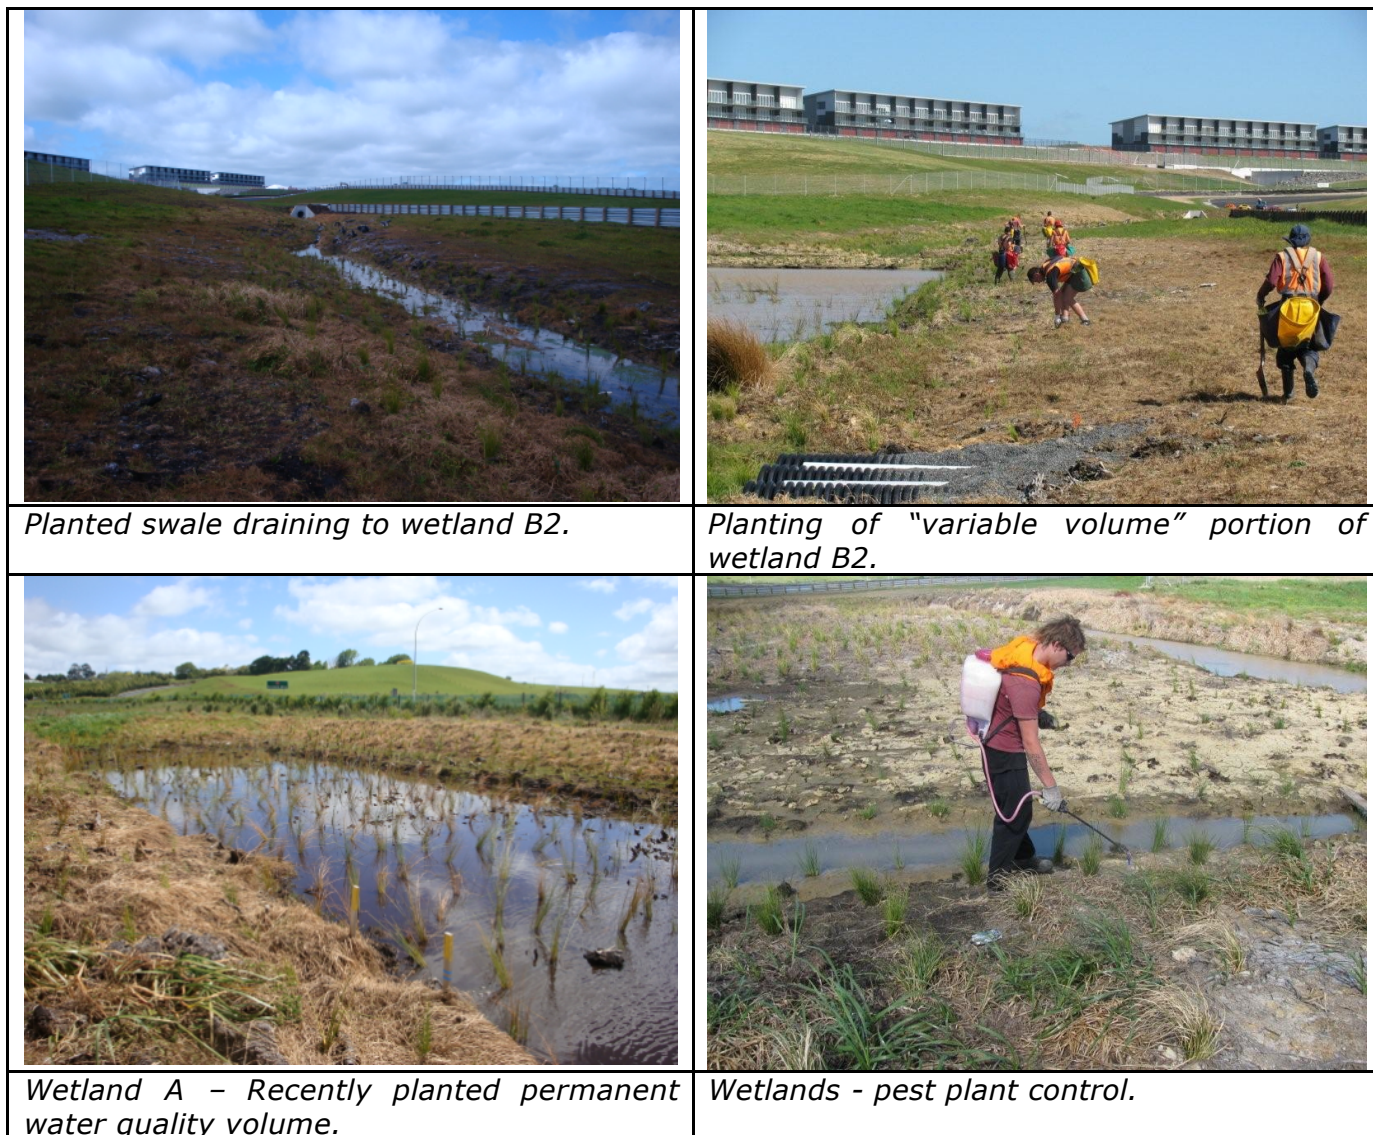 Planted swale draining to wetland B2.
Planting of “variable volume” portion of
wetland B2.
Wetland A – Recently planted permanent
water quality volume.
Wetlands - pest plant control.